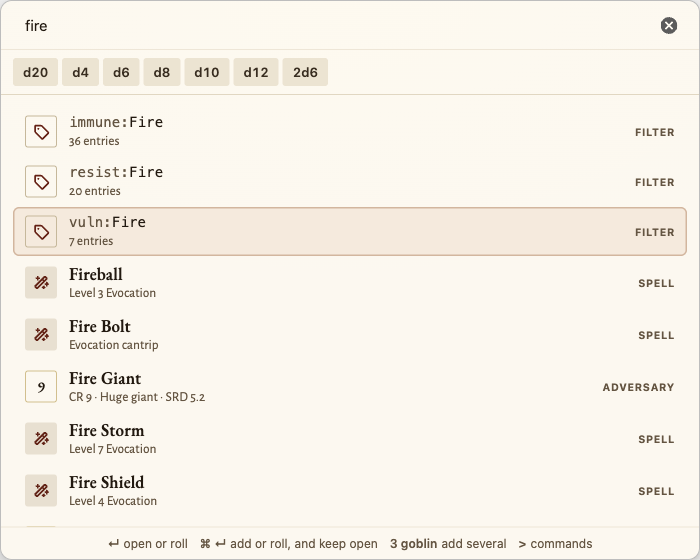 fire
d20 d4 d6 d8 d10 d12 2d6
immune:Fire
36 entries
FILTER
resist:Fire
20 entries
FILTER
vuln:Fire
7 entries
FILTER
Fireball
Level 3 Evocation
SPELL
Fire Bolt
Evocation cantrip
SPELL
9
Fire Giant
CR 9 · Huge giant · SRD 5.2
ADVERSARY
Fire Storm
Level 7 Evocation
SPELL
Fire Shield
Level 4 Evocation
SPELL
↵ open or roll ⌘ ↵ add or roll, and keep open 3 goblin add several > commands